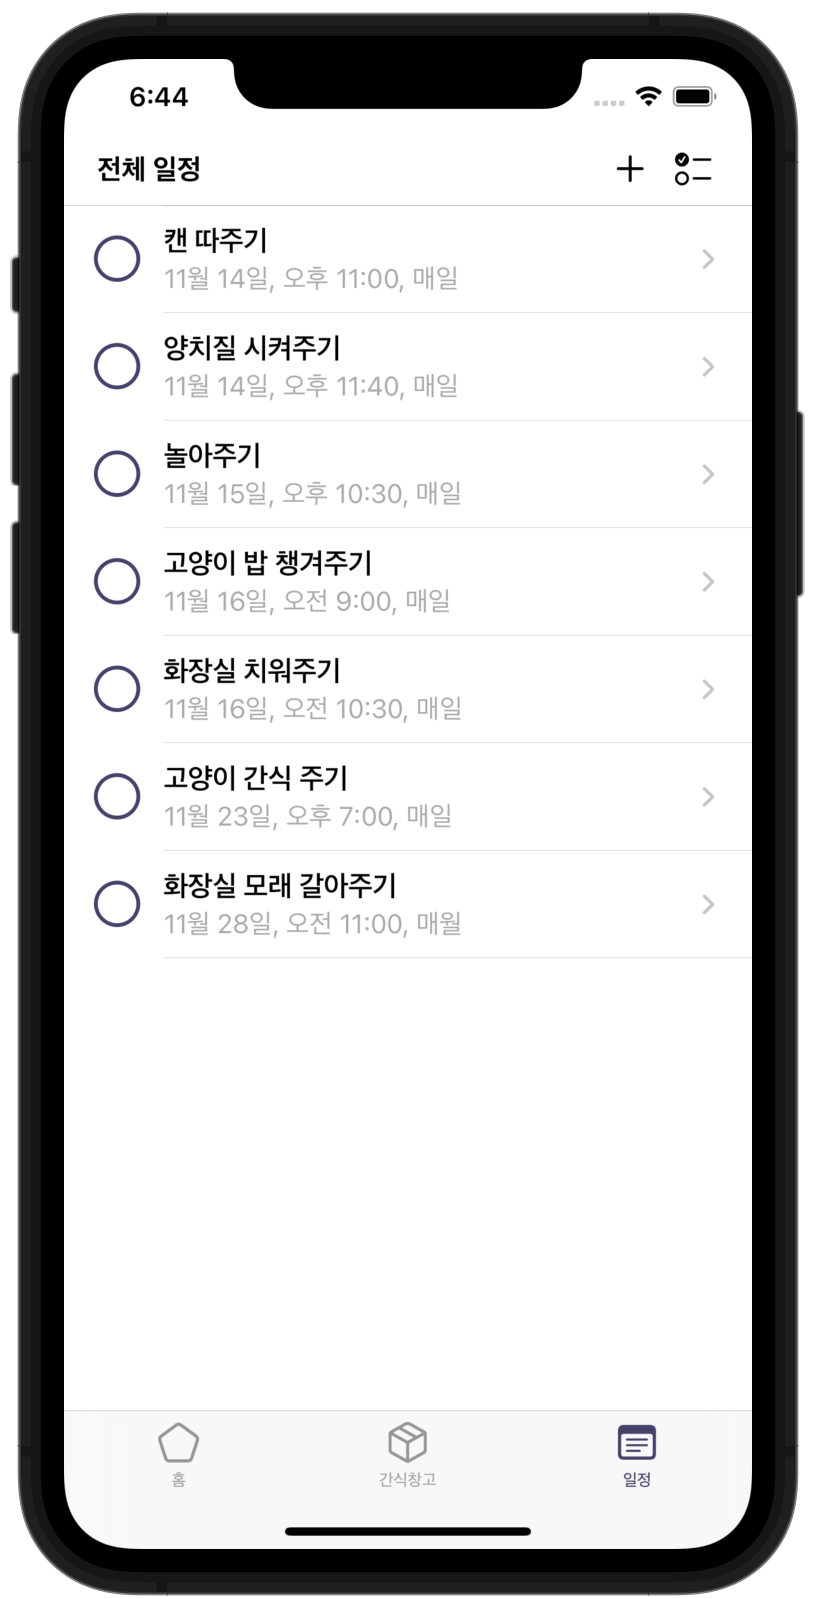 6:44
전체 일정
캔 따주기
11월 14일, 오후 11:00, 매일
양치질 시켜주기
11월 14일, 오후 11:40, 매일
놀아주기
11월 15일, 오후 10:30, 매일
고양이 밥 챙겨주기
11월 16일, 오전 9:00, 매일
화장실 치워주기
11월 16일, 오전 10:30, 매일
고양이 간식 주기
11월 23일, 오후 7:00, 매일
화장실 모래 갈아주기
11월 28일, 오전 11:00, 매월
홈 간식창고 일정